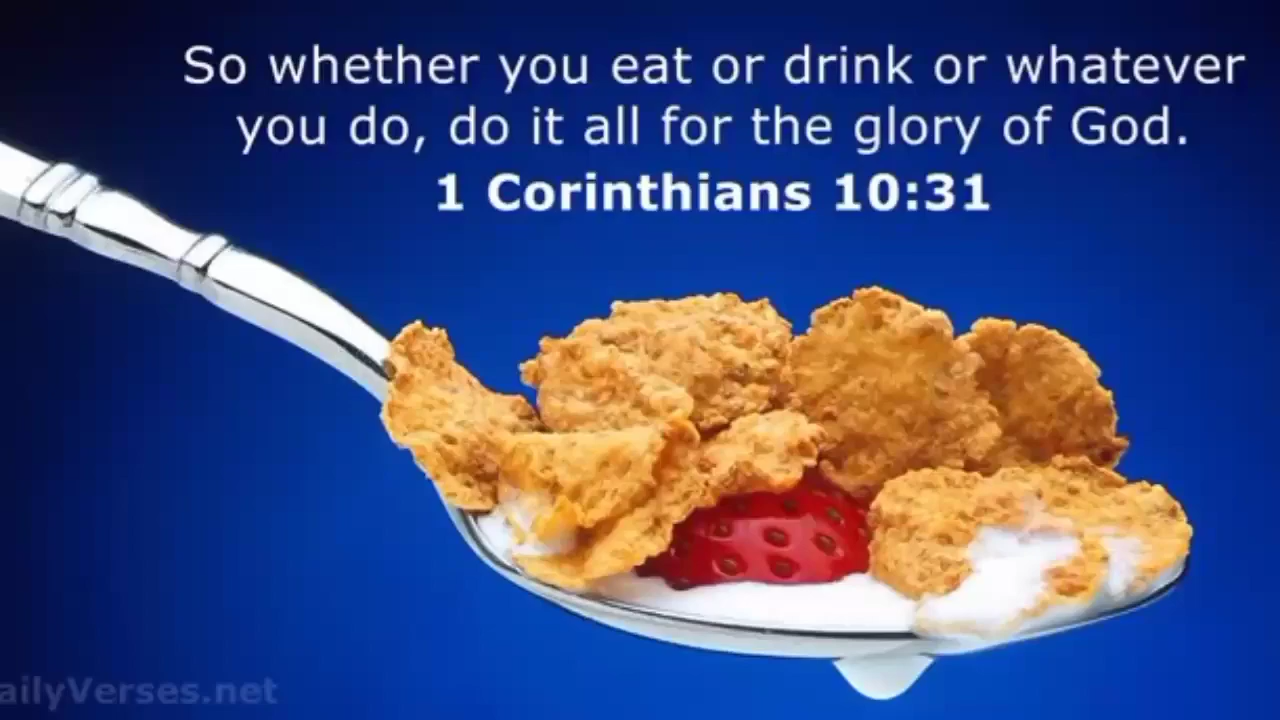 So whether you eat or drink or whatever
you do, do it all for the glory of God.
1 Corinthians 10:31
ailyVerses.net